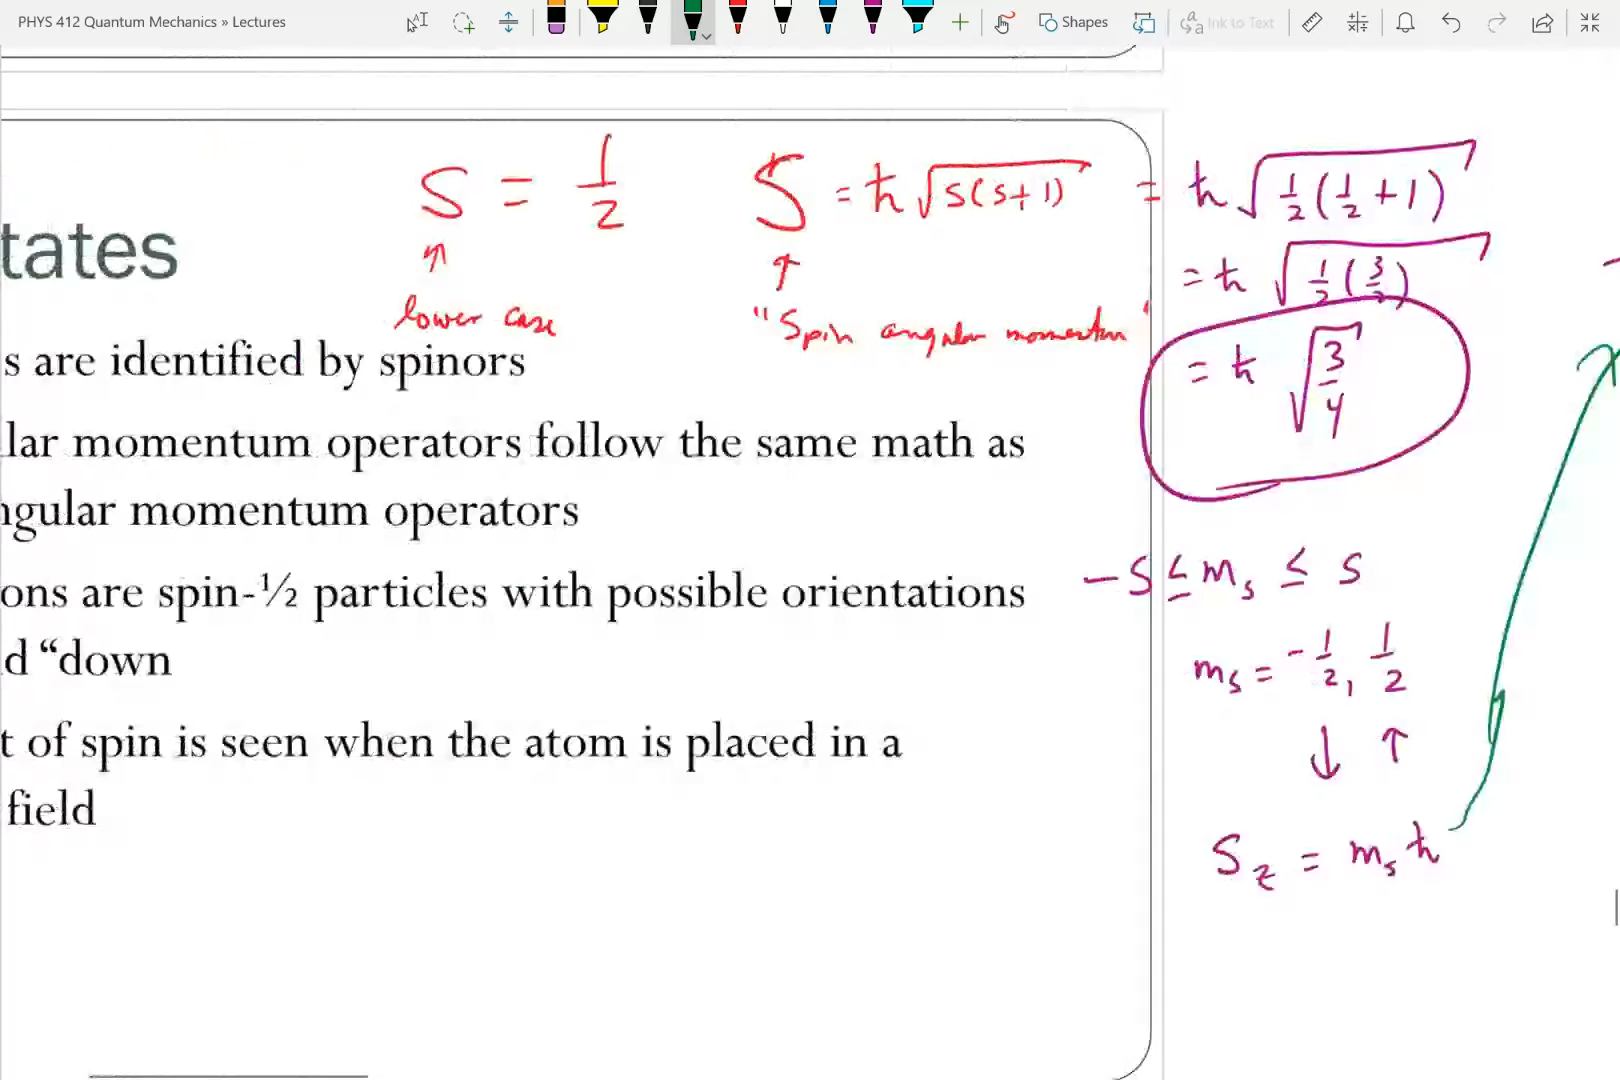 PHYS 412 Quantum Mechanics » Lectures
Shapes
Ink to Text
s = 1/2
↑
lower case
S = ħ√s(s+1) = ħ√1/2(1/2+1)
↑
"Spin angular momentum"
= ħ√1/2(3/2)
= ħ√3/4
tates
s are identified by spinors
lar momentum operators follow the same math as
ngular momentum operators
ons are spin-½ particles with possible orientations
d “down
t of spin is seen when the atom is placed in a
field
-s ≤ ms ≤ s
ms = -1/2, 1/2
↓ ↑
Sz = msħ